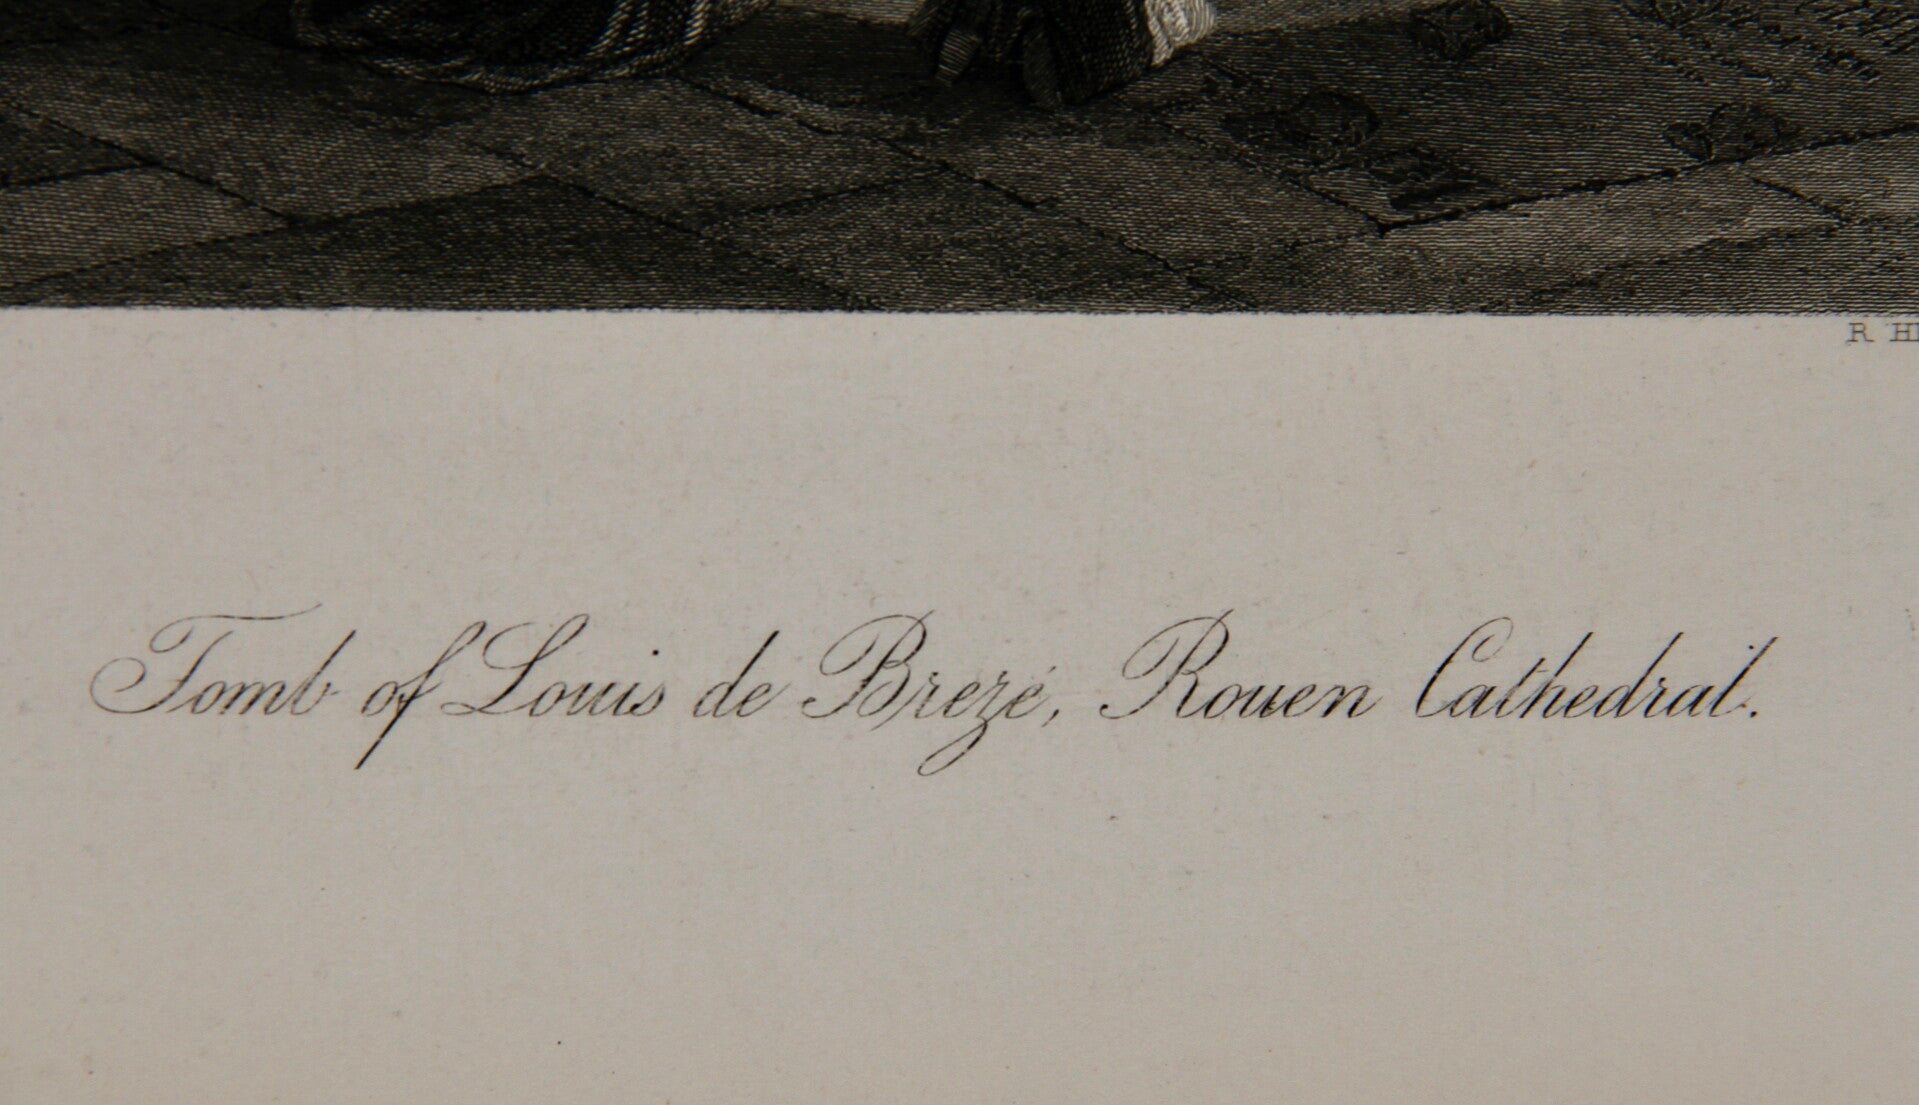 R
Tomb of Louis de Brezé, Rouen Cathedral.